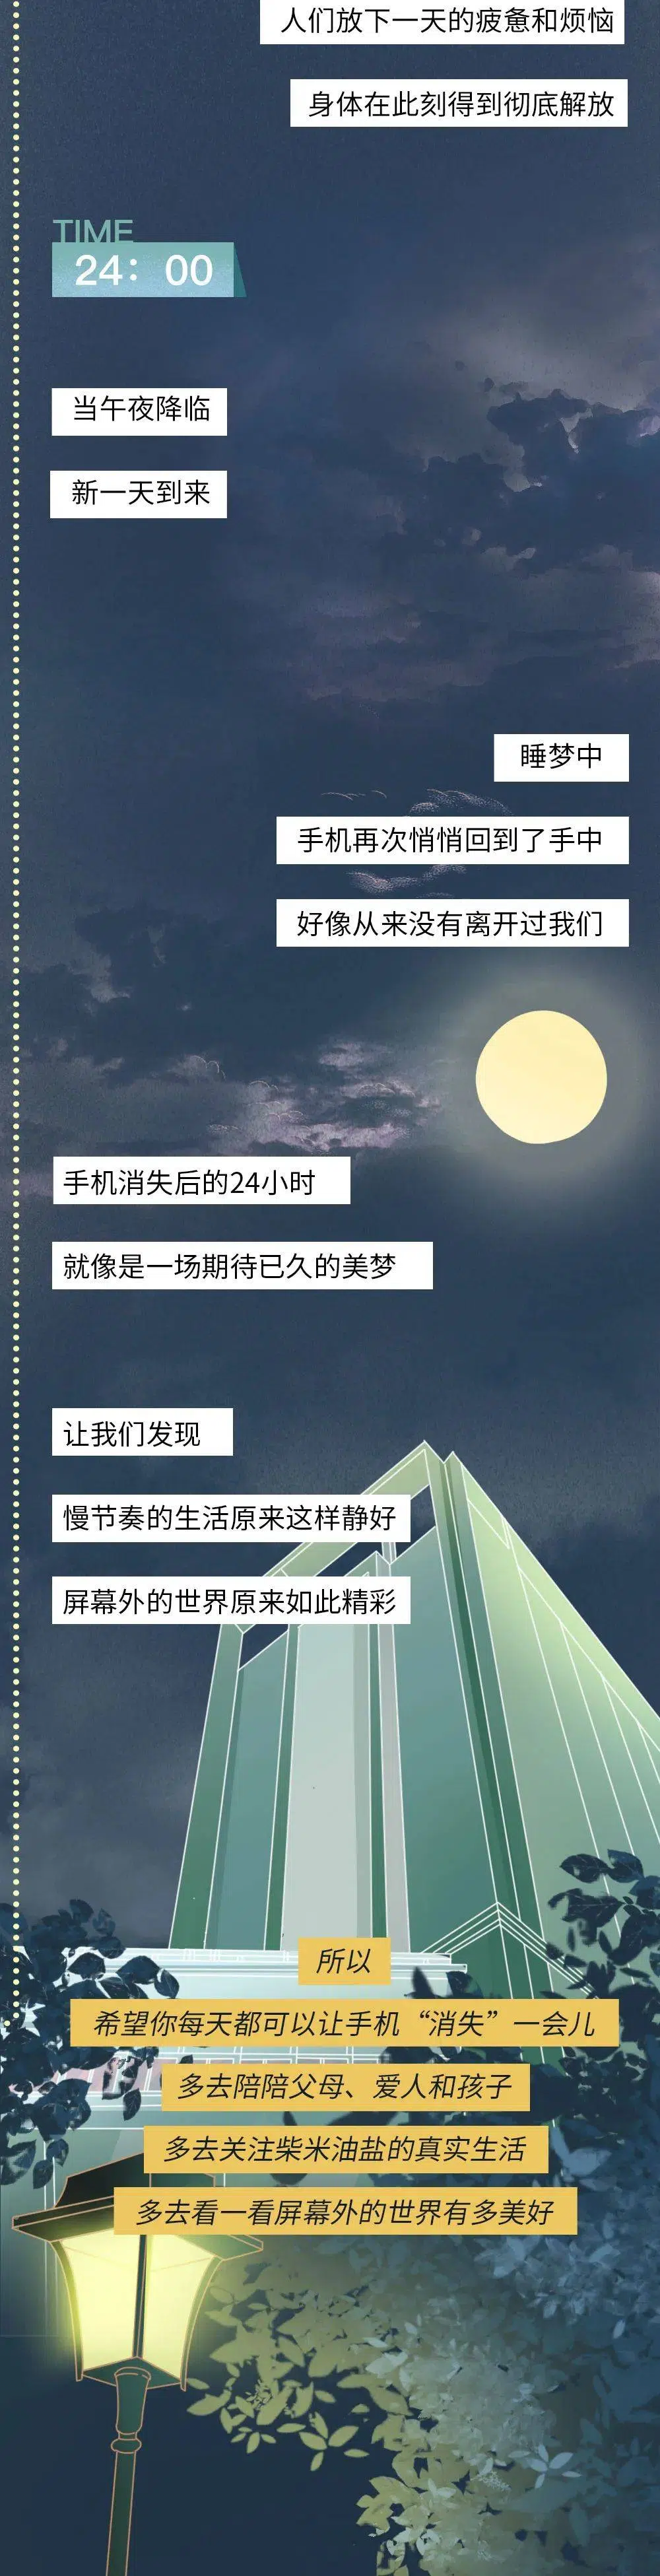 人们放下一天的疲惫和烦恼
身体在此刻得到彻底解放
TIME
24：00
当午夜降临
新一天到来
睡梦中
手机再次悄悄回到了手中
好像从来没有离开过我们
手机消失后的24小时
就像是一场期待已久的美梦
让我们发现
慢节奏的生活原来这样静好
屏幕外的世界原来如此精彩
所以
希望你每天都可以让手机“消失”一会儿
多去陪陪父母、爱人和孩子
多去关注柴米油盐的真实生活
多去看一看屏幕外的世界有多美好